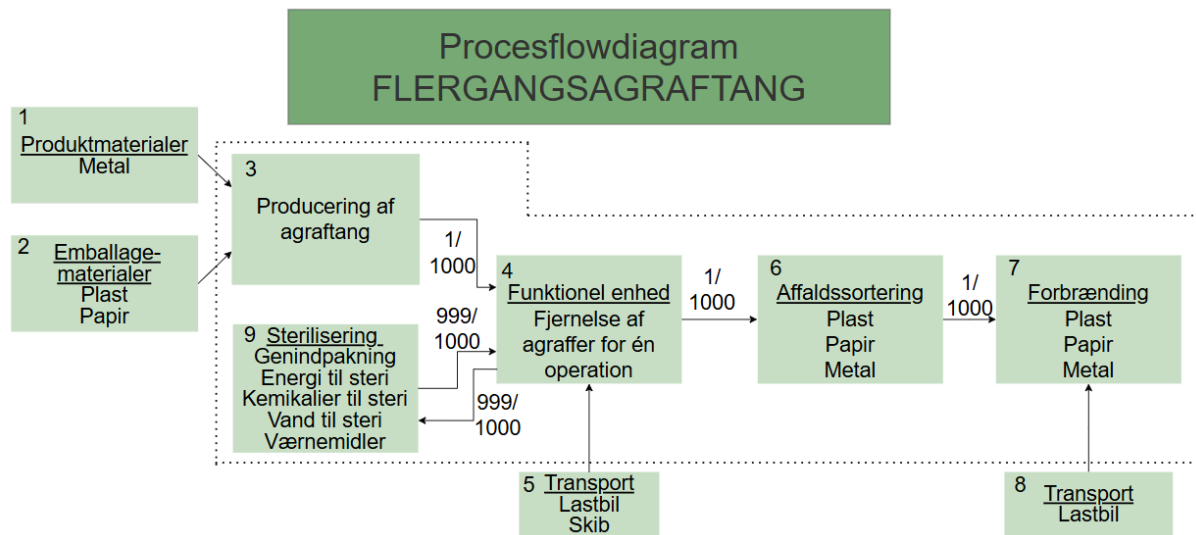 Procesflowdiagram
FLERGANGSAGRAFTANG
1
Produktmaterialer
Metal
2
Emballage-
materialer
Plast
Papir
3
Producering af
agraftang
1/
1000
4
Funktionel enhed
Fjernelse af
agraffer for én
operation
1/
1000
6
Affaldssortering
Plast
Papir
Metal
1/
1000
7
Forbrænding
Plast
Papir
Metal
9 Sterilisering
Genindpakning
Energi til steri
Kemikalier til steri
Vand til steri
Værnemidler
999/
1000
999/
1000
5 Transport
Lastbil
Skib
8 Transport
Lastbil